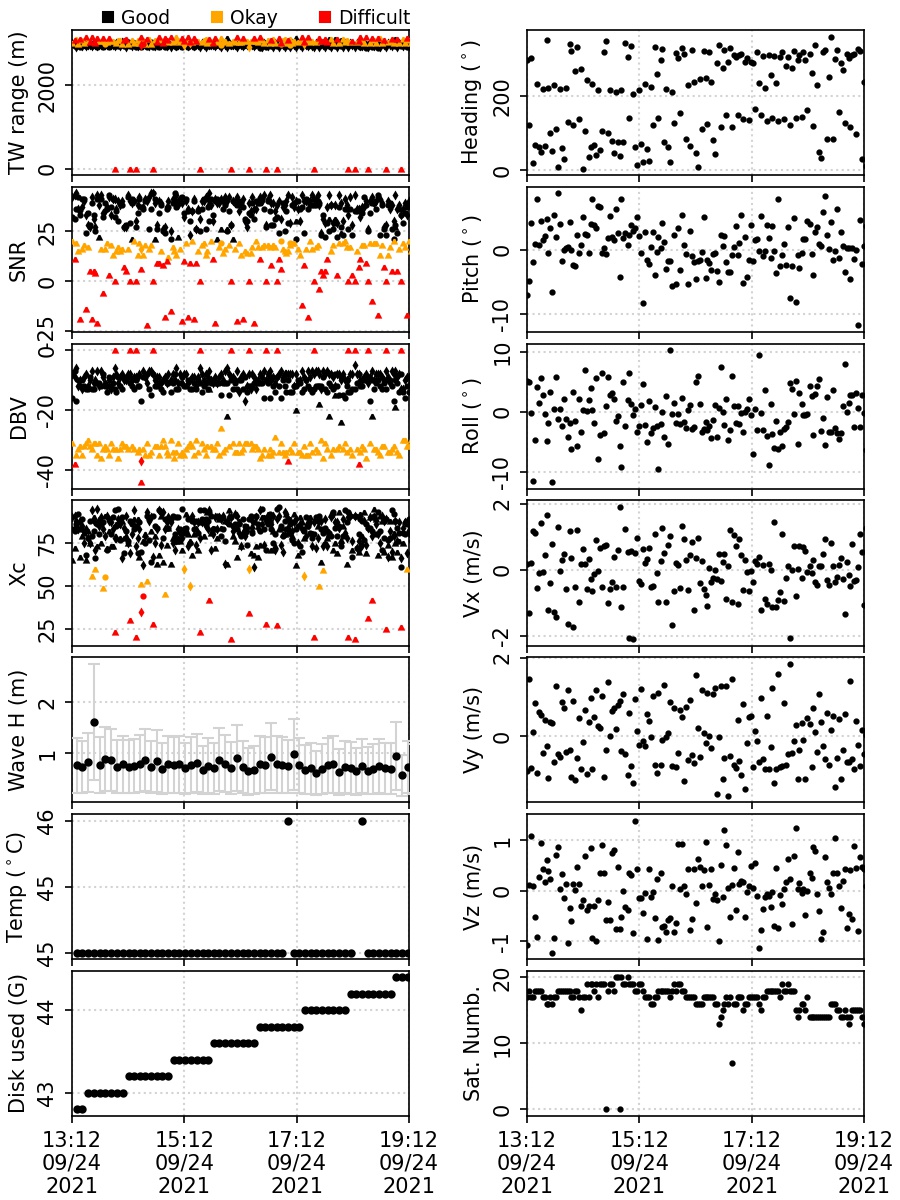 Good Okay Difficult
TW range (m)
2000
0
Heading (°)
200
0
SNR
25
0
-25
Pitch (°)
0
-10
DBV
0
-20
-40
Roll (°)
10
0
-10
Xc
75
50
25
Vx (m/s)
2
0
-2
Wave H (m)
2
1
Vy (m/s)
2
0
Temp (°C)
46
45
45
Vz (m/s)
1
0
-1
Disk used (G)
44
43
Sat. Numb.
20
10
0
13:12 15:12 17:12 19:12 13:12 15:12 17:12 19:12
09/24 09/24 09/24 09/24 09/24 09/24 09/24 09/24
2021 2021 2021 2021 2021 2021 2021 2021